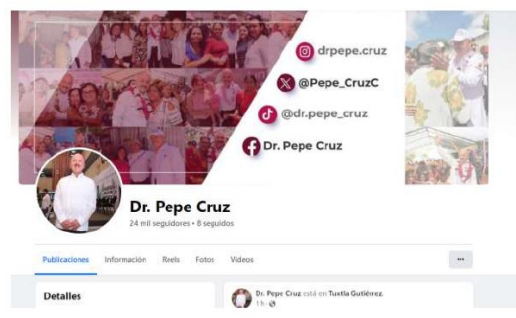 drpepe.cruz
@Pepe_CruzC
@dr.pepe_cruz
Dr. Pepe Cruz
Dr. Pepe Cruz
24 mil seguidores • 8 seguidos
Publicaciones Información Reels Fotos Videos ...
Detalles
Dr. Pepe Cruz está en Tuxtla Gutiérrez.
1 h